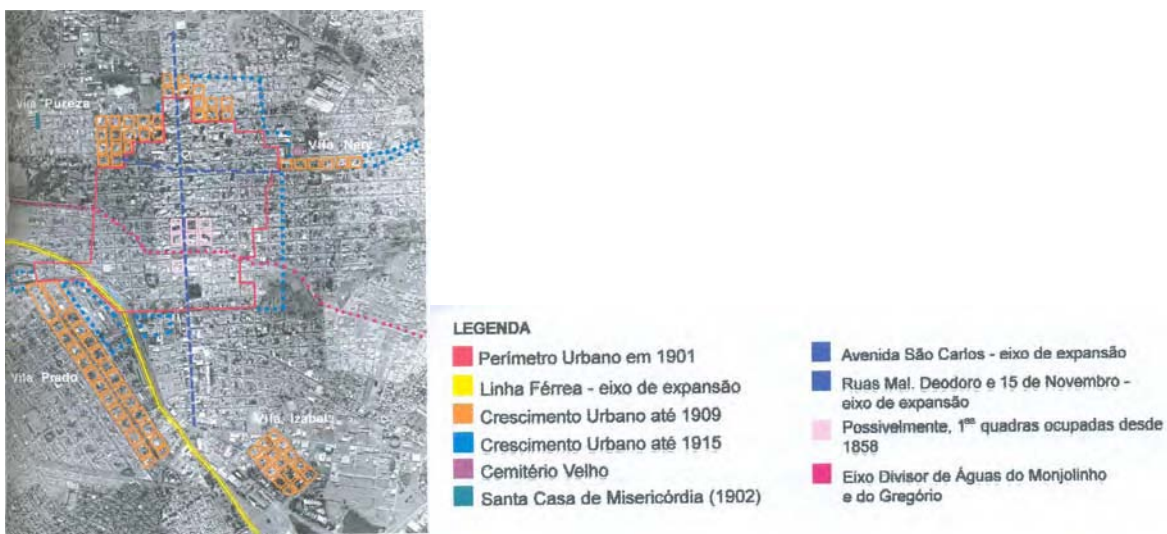 Vila Pureza
Vila Nery
Vila Prado
Vila Izabel
LEGENDA
Perímetro Urbano em 1901
Linha Férrea - eixo de expansão
Crescimento Urbano até 1909
Crescimento Urbano até 1915
Cemitério Velho
Santa Casa de Misericórdia (1902)
Avenida São Carlos - eixo de expansão
Ruas Mal. Deodoro e 15 de Novembro -
eixo de expansão
Possivelmente, 1ªˢ quadras ocupadas desde
1858
Eixo Divisor de Águas do Monjolinho
e do Gregório